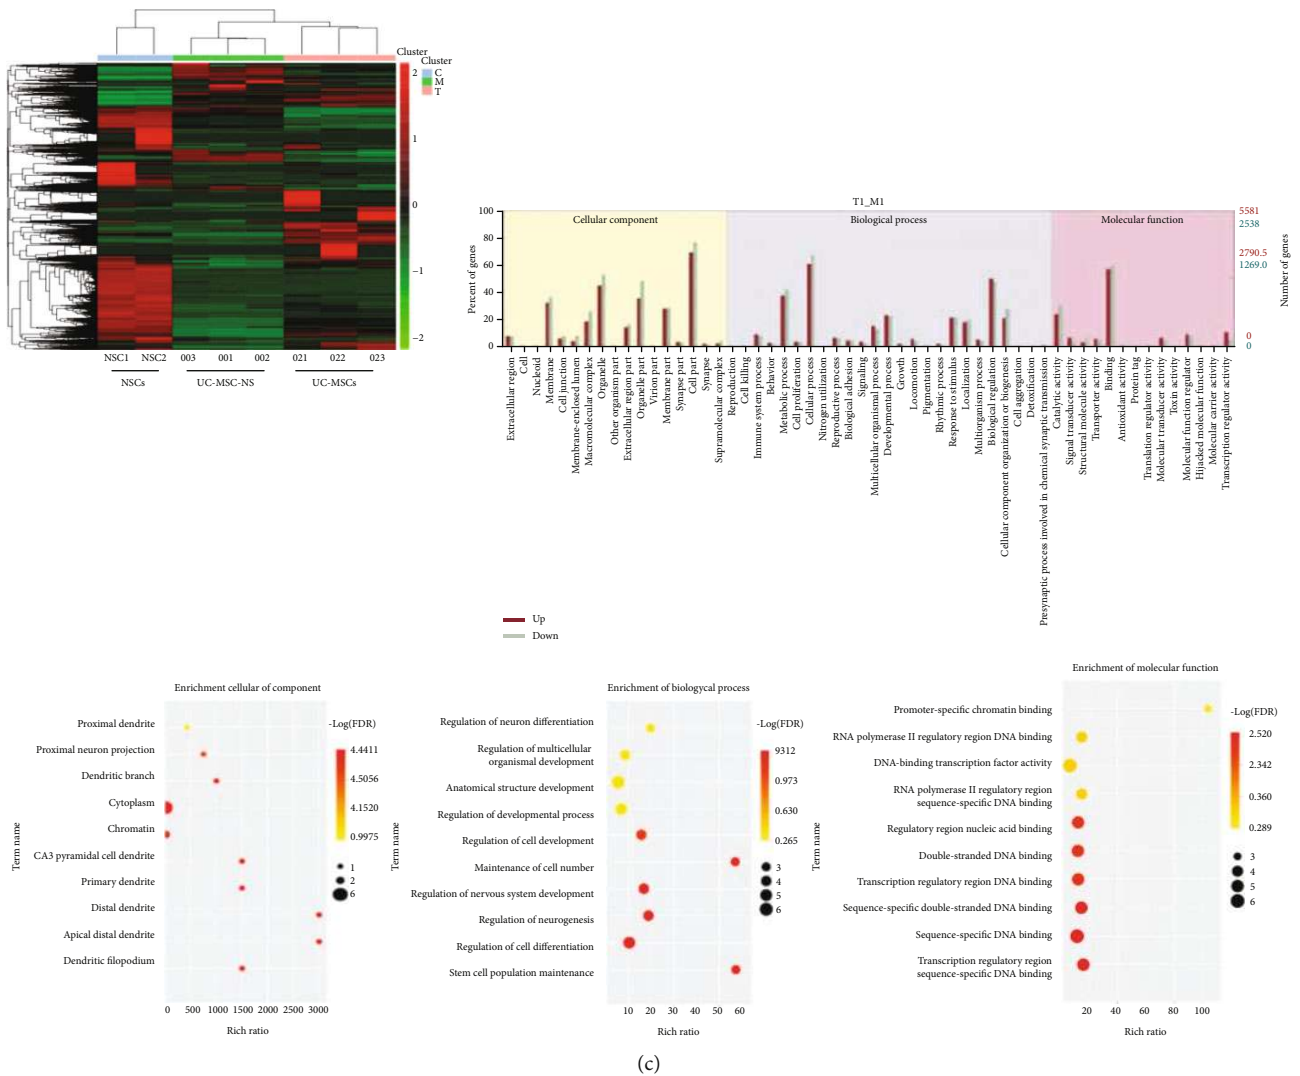 Cluster
Cluster
C
M
T
2
1
0
−1
−2
NSC1
NSC2
003
001
002
021
022
023
NSCs
UC-MSC-NS
UC-MSCs
T1_M1
Cellular component
Biological process
Molecular function
Percent of genes
100
80
60
40
20
0
5581
2538
2790.5
1269.0
0
0
Number of genes
Extracellular region
Cell
Nucleoid
Membrane
Cell junction
Membrane-enclosed lumen
Macromolecular complex
Organelle
Other organism part
Extracellular region part
Organelle part
Virion part
Membrane part
Synapse part
Cell part
Synapse
Supramolecular complex
Reproduction
Cell killing
Immune system process
Behavior
Metabolic process
Cell proliferation
Cellular process
Nitrogen utilization
Reproductive process
Biological adhesion
Signaling
Multicellular organismal process
Developmental process
Growth
Locomotion
Pigmentation
Rhythmic process
Response to stimulus
Localization
Multiorganism process
Biological regulation
Cellular component organization or biogenesis
Cell aggregation
Detoxification
Presynaptic process involved in chemical synaptic transmission
Catalytic activity
Signal transducer activity
Structural molecule activity
Transporter activity
Binding
Antioxidant activity
Protein tag
Translation regulator activity
Molecular transducer activity
Toxin activity
Molecular function regulator
Hijacked molecular function
Molecular carrier activity
Transcription regulator activity
Up
Down
Enrichment cellular of component
Term name
Proximal dendrite
Proximal neuron projection
Dendritic branch
Cytoplasm
Chromatin
CA3 pyramidal cell dendrite
Primary dendrite
Distal dendrite
Apical distal dendrite
Dendritic filopodium
0 500 1000 1500 2000 2500 3000
Rich ratio
-Log(FDR)
4.4411
4.5056
4.1520
0.9975
1
2
6
Enrichment of biologycal process
Term name
Regulation of neuron differentiation
Regulation of multicellular
organismal development
Anatomical structure development
Regulation of developmental process
Regulation of cell development
Maintenance of cell number
Regulation of nervous system development
Regulation of neurogenesis
Regulation of cell differentiation
Stem cell population maintenance
10 20 30 40 50 60
Rich ratio
-Log(FDR)
9312
0.973
0.630
0.265
3
4
5
6
Enrichment of molecular function
Term name
Promoter-specific chromatin binding
RNA polymerase II regulatory region DNA binding
DNA-binding transcription factor activity
RNA polymerase II regulatory region
sequence-specific DNA binding
Regulatory region nucleic acid binding
Double-stranded DNA binding
Transcription regulatory region DNA binding
Sequence-specific double-stranded DNA binding
Sequence-specific DNA binding
Transcription regulatory region
sequence-specific DNA binding
20 40 60 80 100
Rich ratio
-Log(FDR)
2.520
2.342
0.360
0.289
3
4
5
6
(c)